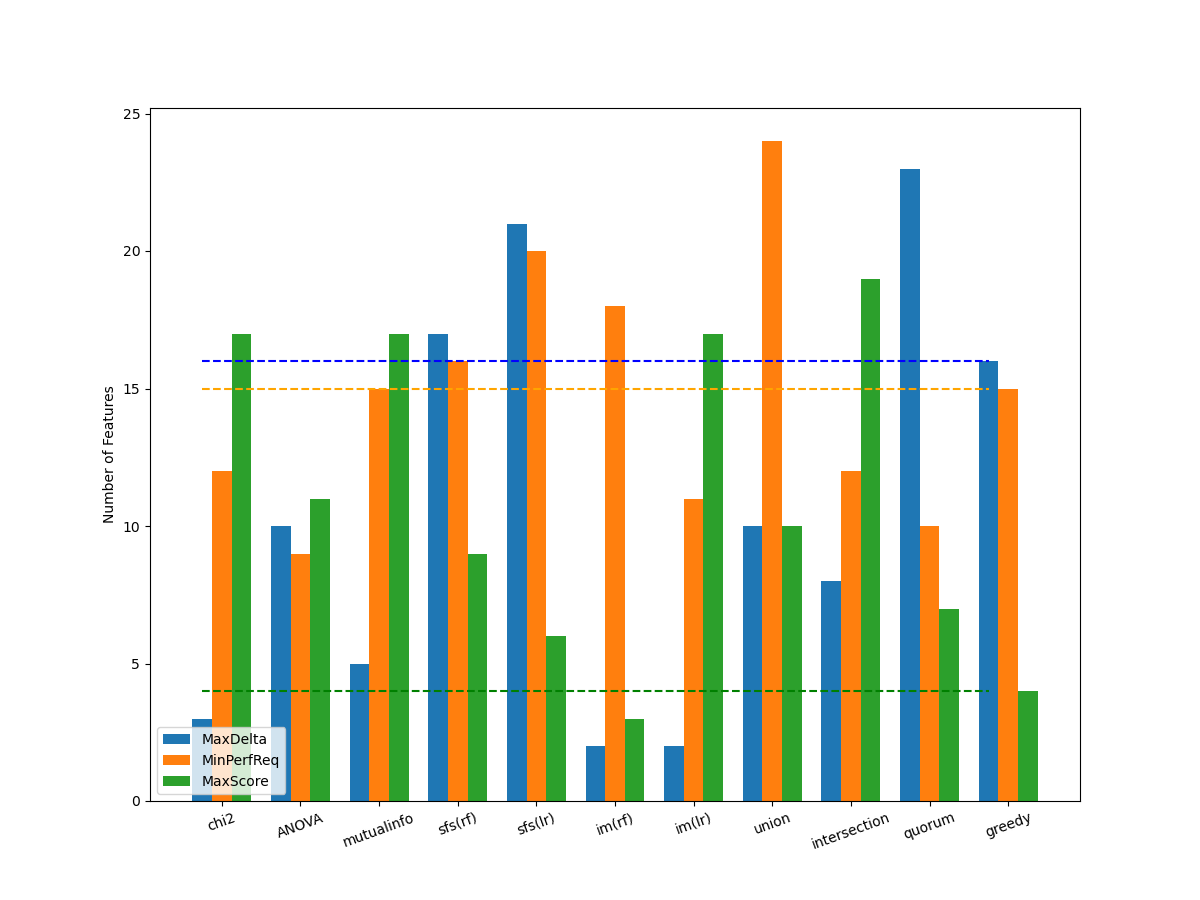 25
20
15
10
5
0
Number of Features
MaxDelta
MinPerfReq
MaxScore
chi2
ANOVA
mutualinfo
sfs(rf)
sfs(lr)
im(rf)
im(lr)
union
intersection
quorum
greedy